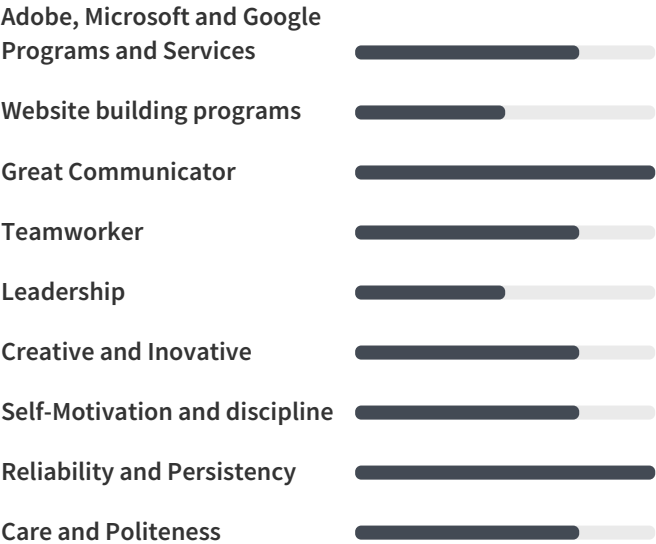 Adobe, Microsoft and Google
Programs and Services
Website building programs
Great Communicator
Teamworker
Leadership
Creative and Inovative
Self-Motivation and discipline
Reliability and Persistency
Care and Politeness